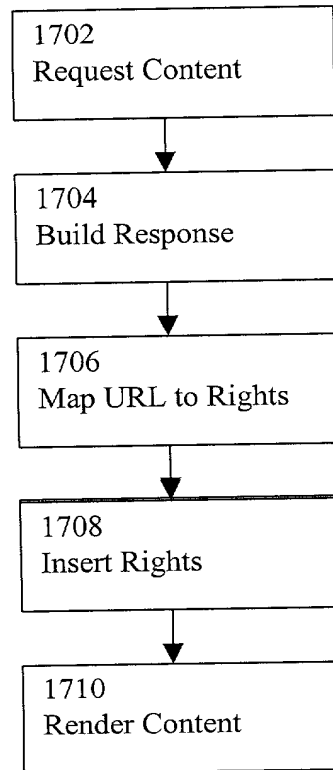 1702
Request Content
1704
Build Response
1706
Map URL to Rights
1708
Insert Rights
1710
Render Content